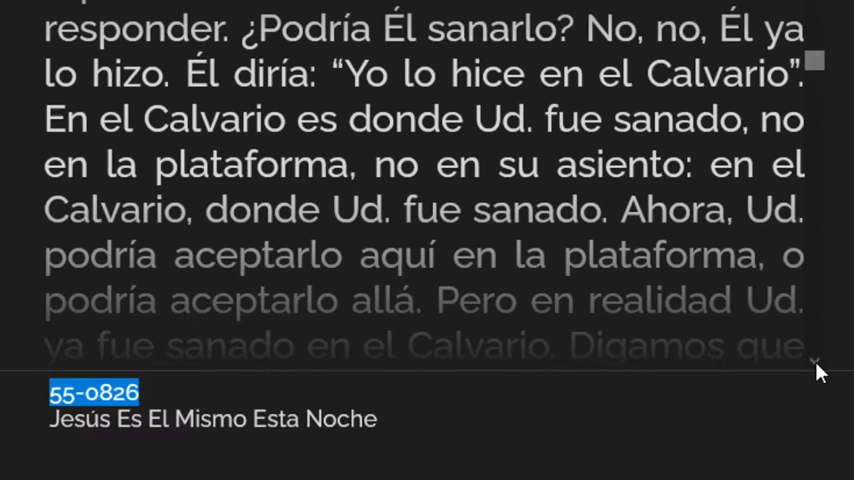 responder. ¿Podría Él sanarlo? No, no, Él ya
lo hizo. Él diría: “Yo lo hice en el Calvario”.
En el Calvario es donde Ud. fue sanado, no
en la plataforma, no en su asiento: en el
Calvario, donde Ud. fue sanado. Ahora, Ud.
podría aceptarlo aquí en la plataforma, o
podría aceptarlo allá. Pero en realidad Ud.
ya fue sanado en el Calvario. Digamos que
55-0826
Jesús Es El Mismo Esta Noche